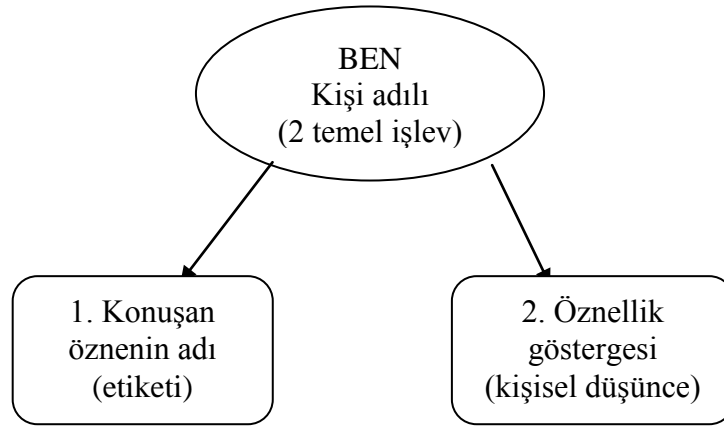 BEN
Kişi adılı
(2 temel işlev)
1. Konuşan
öznenin adı
(etiketi)
2. Öznellik
göstergesi
(kişisel düşünce)